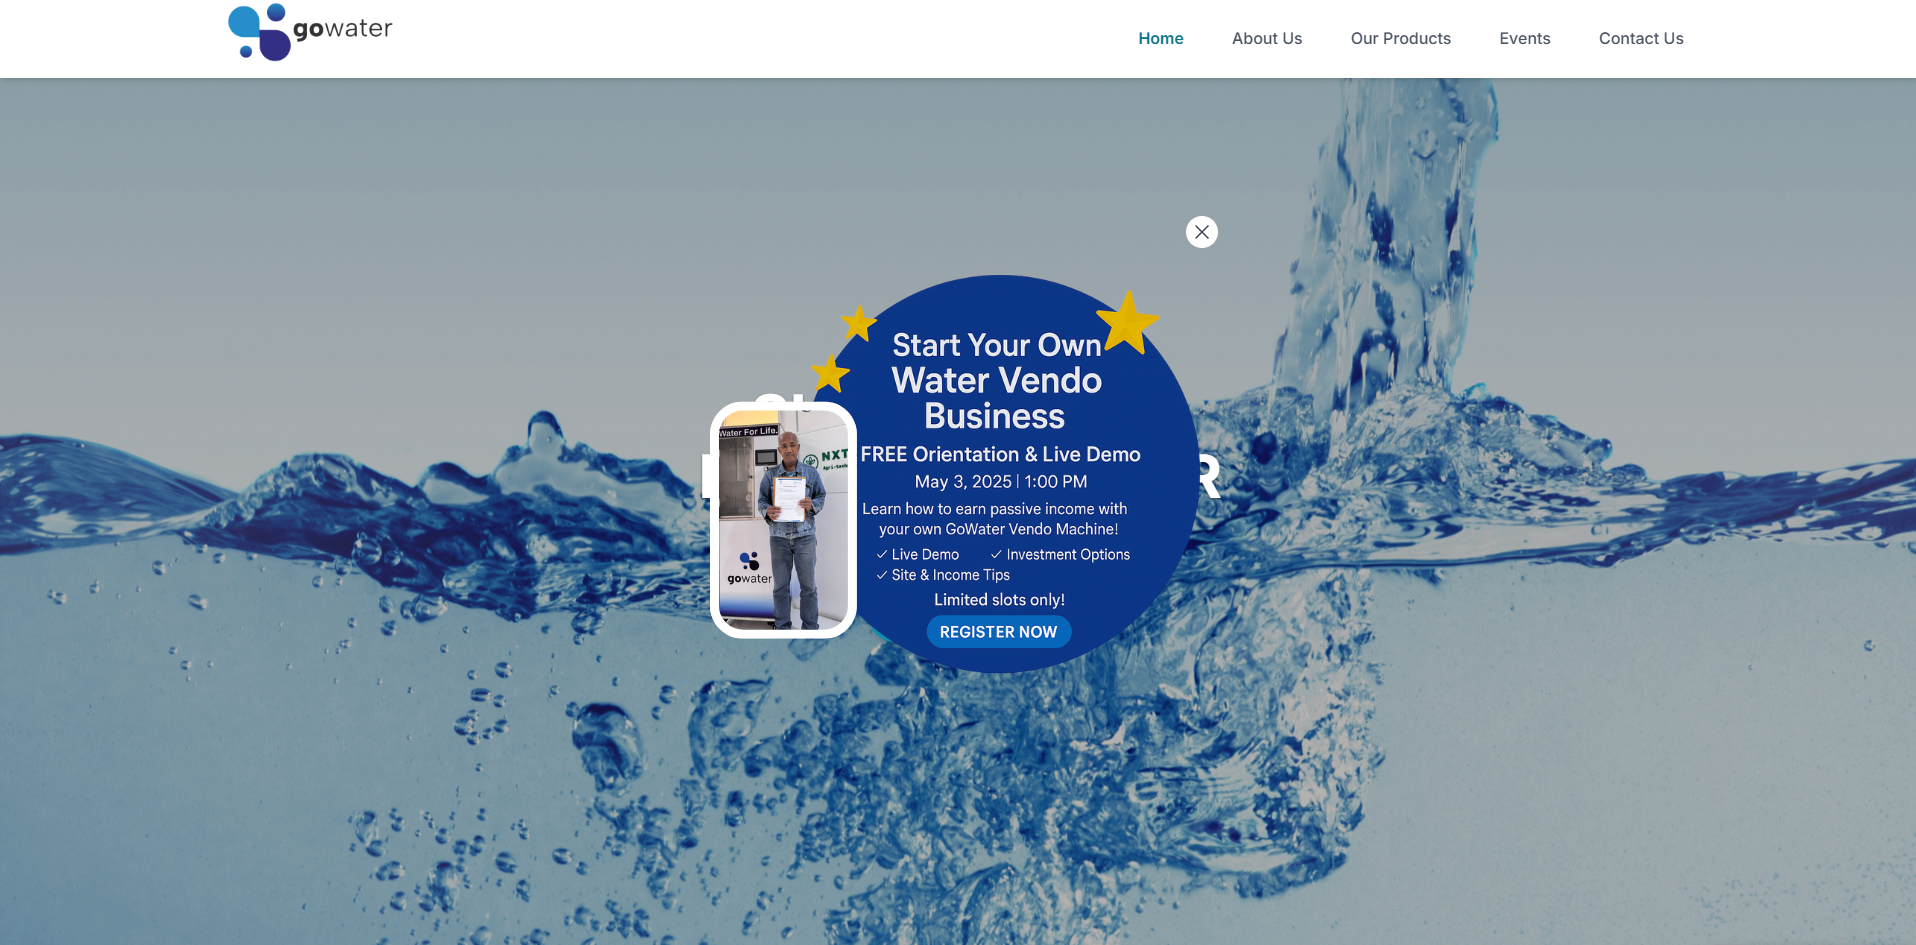 gowater
Home
About Us
Our Products
Events
Contact Us
Start Your Own
Water Vendo
Business
FREE Orientation & Live Demo
May 3, 2025 | 1:00 PM
Learn how to earn passive income with
your own GoWater Vendo Machine!
✓ Live Demo ✓ Investment Options
✓ Site & Income Tips
Limited slots only!
REGISTER NOW
Water For Life.
NXT
gowater
R